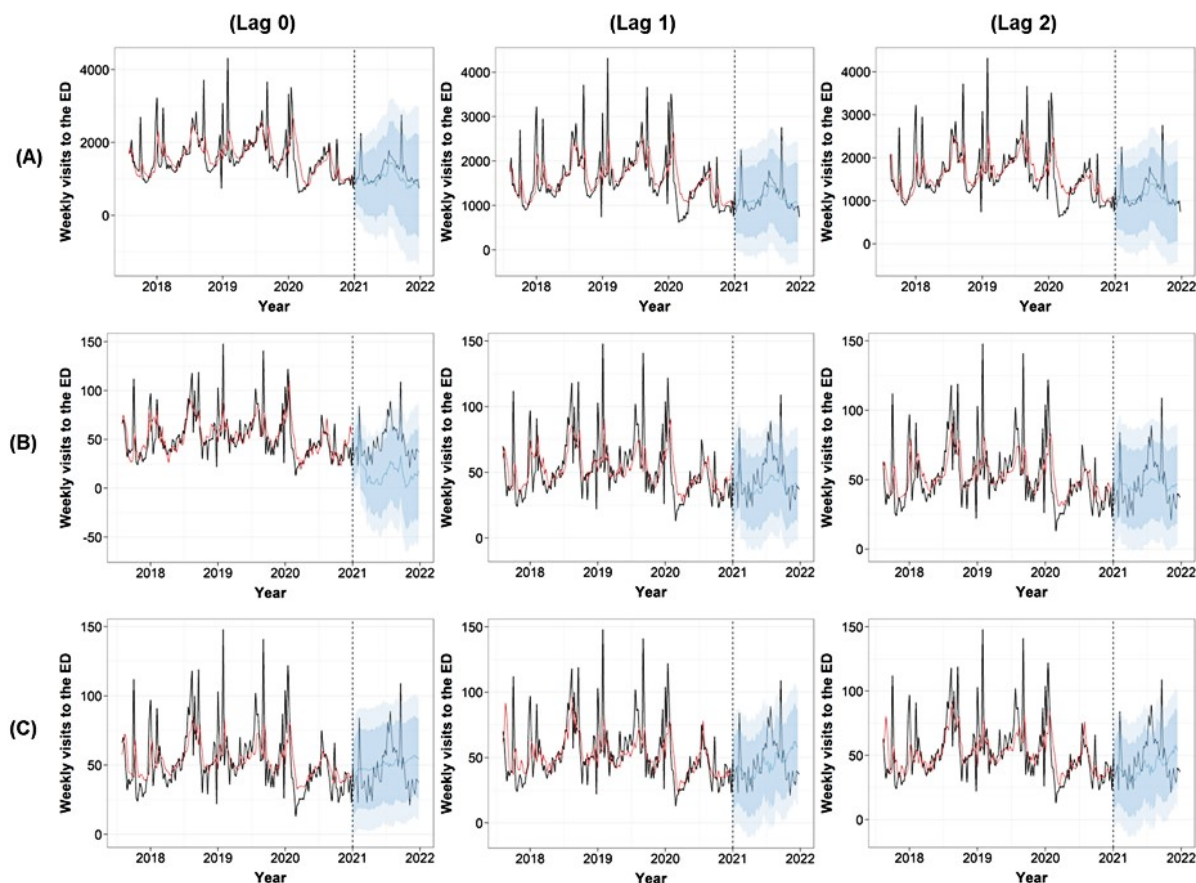 (Lag 0) (Lag 1) (Lag 2)
(A)
Weekly visits to the ED
4000
2000
0
2018 2019 2020 2021 2022
Year
Weekly visits to the ED
4000
3000
2000
1000
0
2018 2019 2020 2021 2022
Year
Weekly visits to the ED
4000
3000
2000
1000
0
2018 2019 2020 2021 2022
Year
(B)
Weekly visits to the ED
150
100
50
0
-50
2018 2019 2020 2021 2022
Year
Weekly visits to the ED
150
100
50
0
2018 2019 2020 2021 2022
Year
Weekly visits to the ED
150
100
50
0
2018 2019 2020 2021 2022
Year
(C)
Weekly visits to the ED
150
100
50
0
2018 2019 2020 2021 2022
Year
Weekly visits to the ED
150
100
50
0
2018 2019 2020 2021 2022
Year
Weekly visits to the ED
150
100
50
0
2018 2019 2020 2021 2022
Year